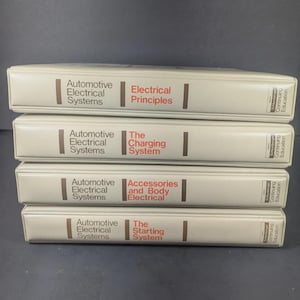 Automotive
Electrical
Systems
Electrical
Principles
Automotive
Electrical
Systems
The
Charging
System
Automotive
Electrical
Systems
Accessories
and Body
Electrical
Automotive
Electrical
Systems
The
Starting
System